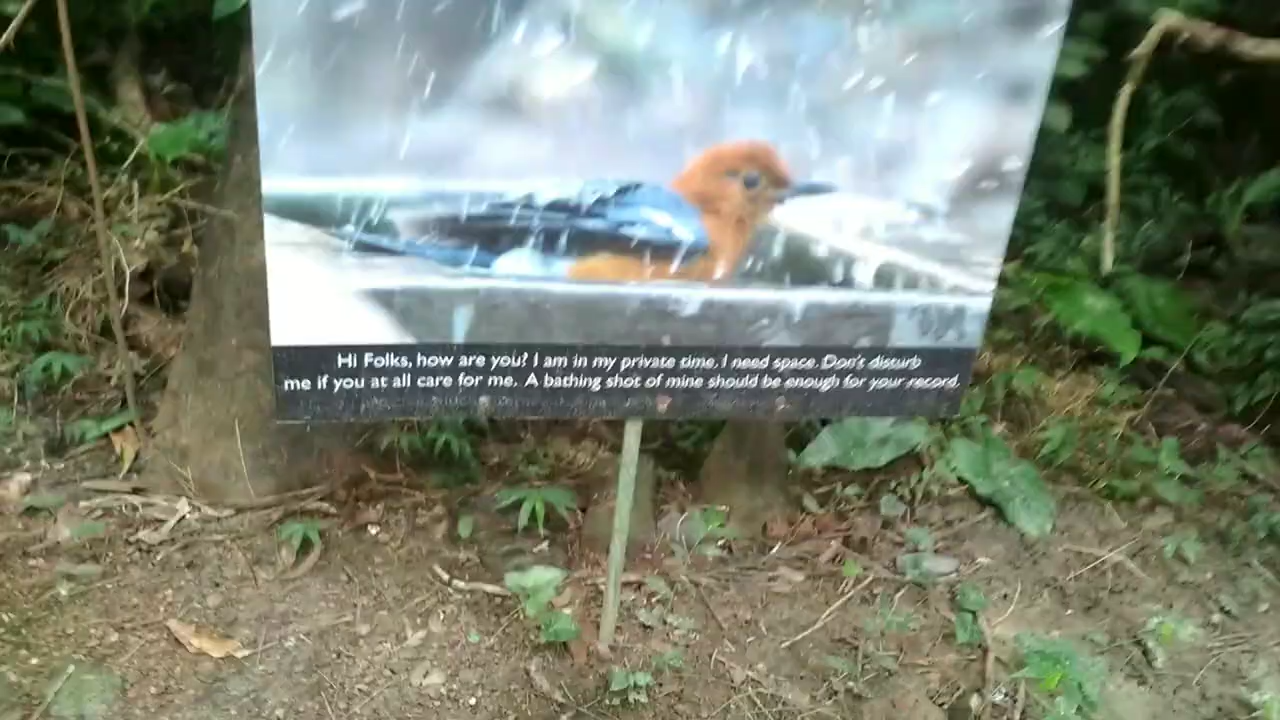 Hi Folks, how are you? I am in my private time, I need space. Don't disturb
me if you at all care for me. A bathing shot of mine should be enough for your record.